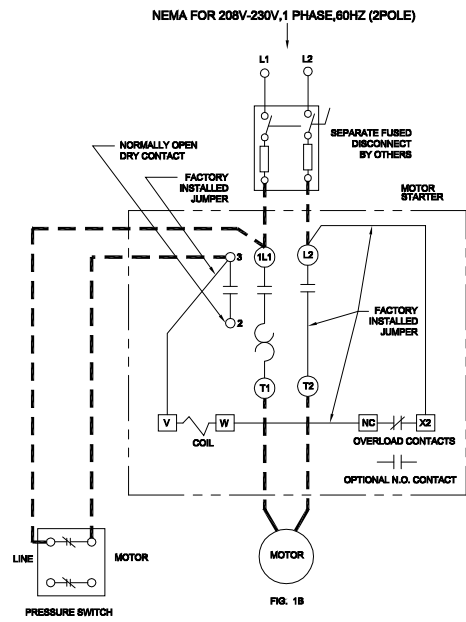 NEMA FOR 208V-230V,1 PHASE,60HZ (2POLE)
L1
L2
SEPARATE FUSED
DISCONNECT
BY OTHERS
NORMALLY OPEN
DRY CONTACT
FACTORY
INSTALLED
JUMPER
MOTOR
STARTER
3
1L1
L2
2
FACTORY
INSTALLED
JUMPER
T1
T2
V
W
NC
X2
COIL
OVERLOAD CONTACTS
OPTIONAL N.O. CONTACT
LINE
MOTOR
MOTOR
FIG. 1B
PRESSURE SWITCH